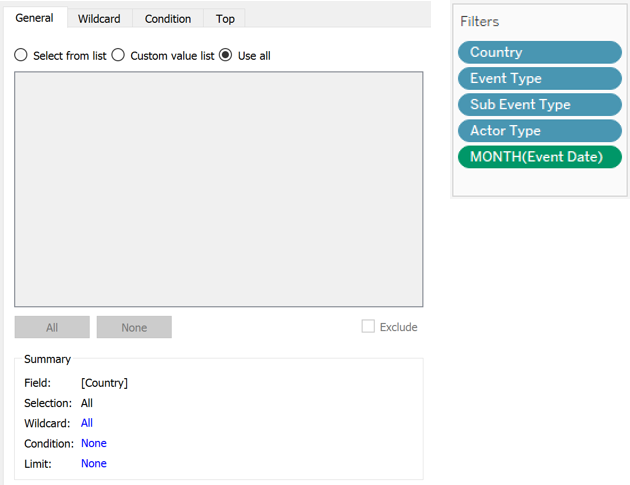 General Wildcard Condition Top
Select from list Custom value list Use all
All None Exclude
Summary
Field: [Country]
Selection: All
Wildcard: All
Condition: None
Limit: None
Filters
Country
Event Type
Sub Event Type
Actor Type
MONTH(Event Date)